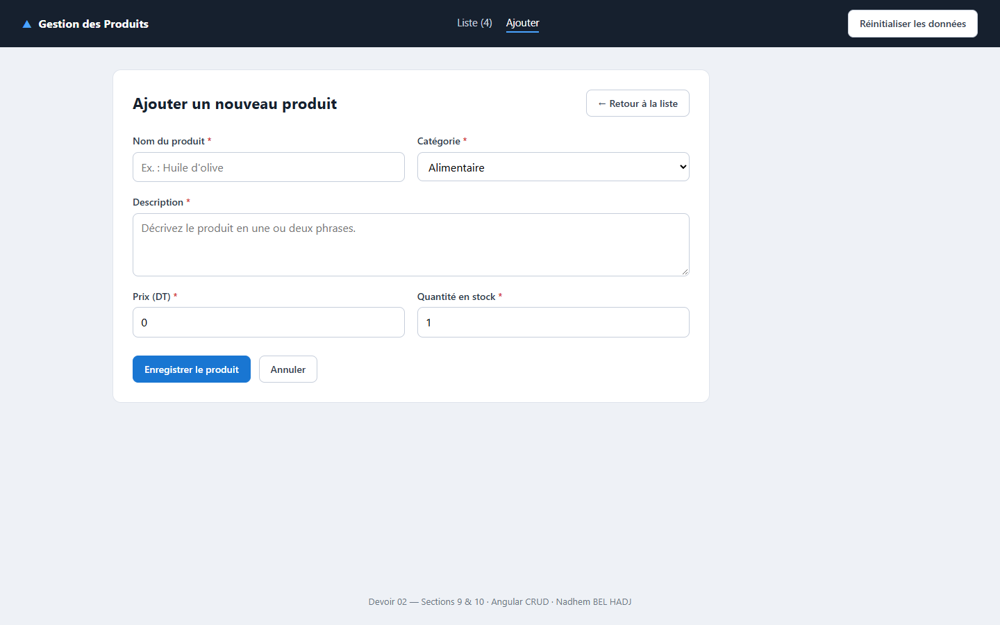 Gestion des Produits
Liste (4) Ajouter
Réinitialiser les données
Ajouter un nouveau produit
← Retour à la liste
Nom du produit * Catégorie *
Ex. : Huile d'olive Alimentaire
Description *
Décrivez le produit en une ou deux phrases.
Prix (DT) * Quantité en stock *
0 1
Enregistrer le produit Annuler
Devoir 02 — Sections 9 & 10 · Angular CRUD · Nadhem BEL HADJ